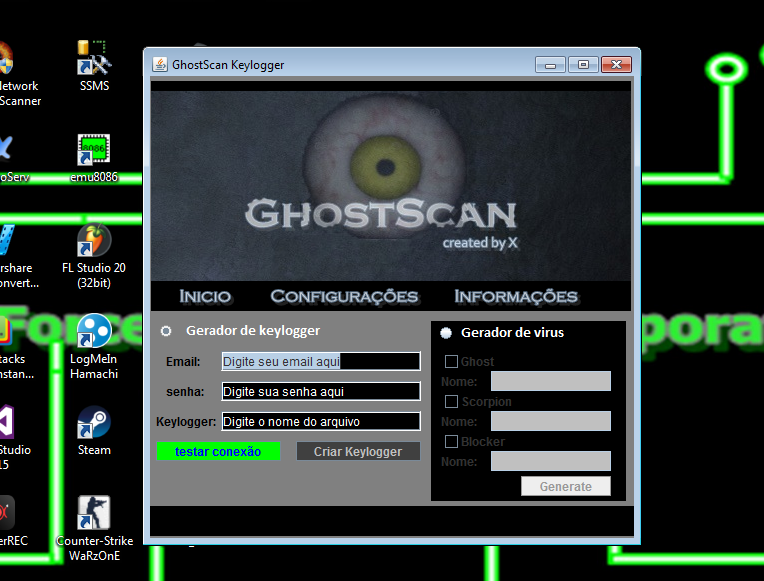 GhostScan Keylogger
etwork
Scanner
SSMS
oServ
emu8086
8086
rshare
onvert...
FL Studio 20
(32bit)
GHOSTSCAN
created by X
INICIO CONFIGURAÇÕES INFORMAÇÕES
Force
porat
Gerador de keylogger
Email: Digite seu email aqui
senha: Digite sua senha aqui
Keylogger: Digite o nome do arquivo
testar conexão Criar Keylogger
Gerador de virus
Ghost
Nome:
Scorpion
Nome:
Blocker
Nome:
Generate
tacks
nstan...
LogMeIn
Hamachi
Studio
15
Steam
erREC
Counter-Strike
WaRzOnE